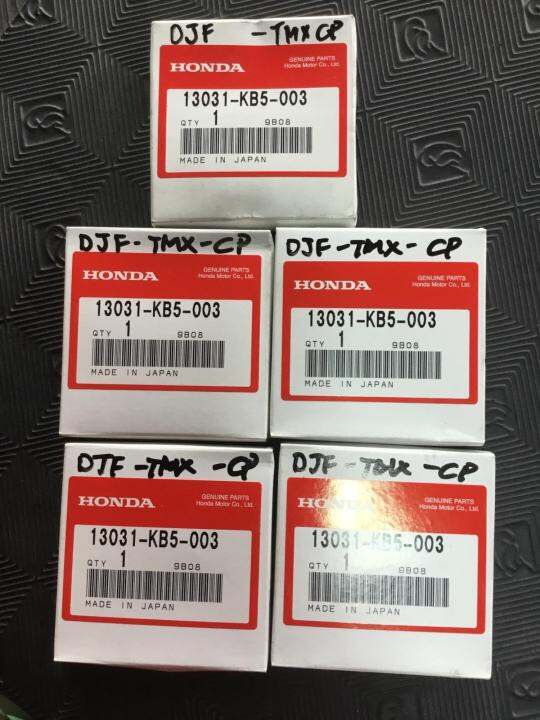 DJF -TMX CP
HONDA
GENUINE PARTS
Honda Motor Co., Ltd.
13031-KB5-003
QTY 1 9B08
MADE IN JAPAN
DJF-TMX-CP
HONDA
GENUINE PARTS
Honda Motor Co., Ltd.
13031-KB5-003
QTY 1 9B08
MADE IN JAPAN
DJF-TMX-CP
HONDA
GENUINE PARTS
Honda Motor Co., Ltd.
13031-KB5-003
QTY 1 9B08
MADE IN JAPAN
DJF-TMX-CP
HONDA
GENUINE PARTS
Honda Motor Co., Ltd.
13031-KB5-003
QTY 1 9B08
MADE IN JAPAN
DJF-TMX-CP
HONDA
GENUINE PARTS
Honda Motor Co., Ltd.
13031-KB5-003
QTY 1 9B08
MADE IN JAPAN